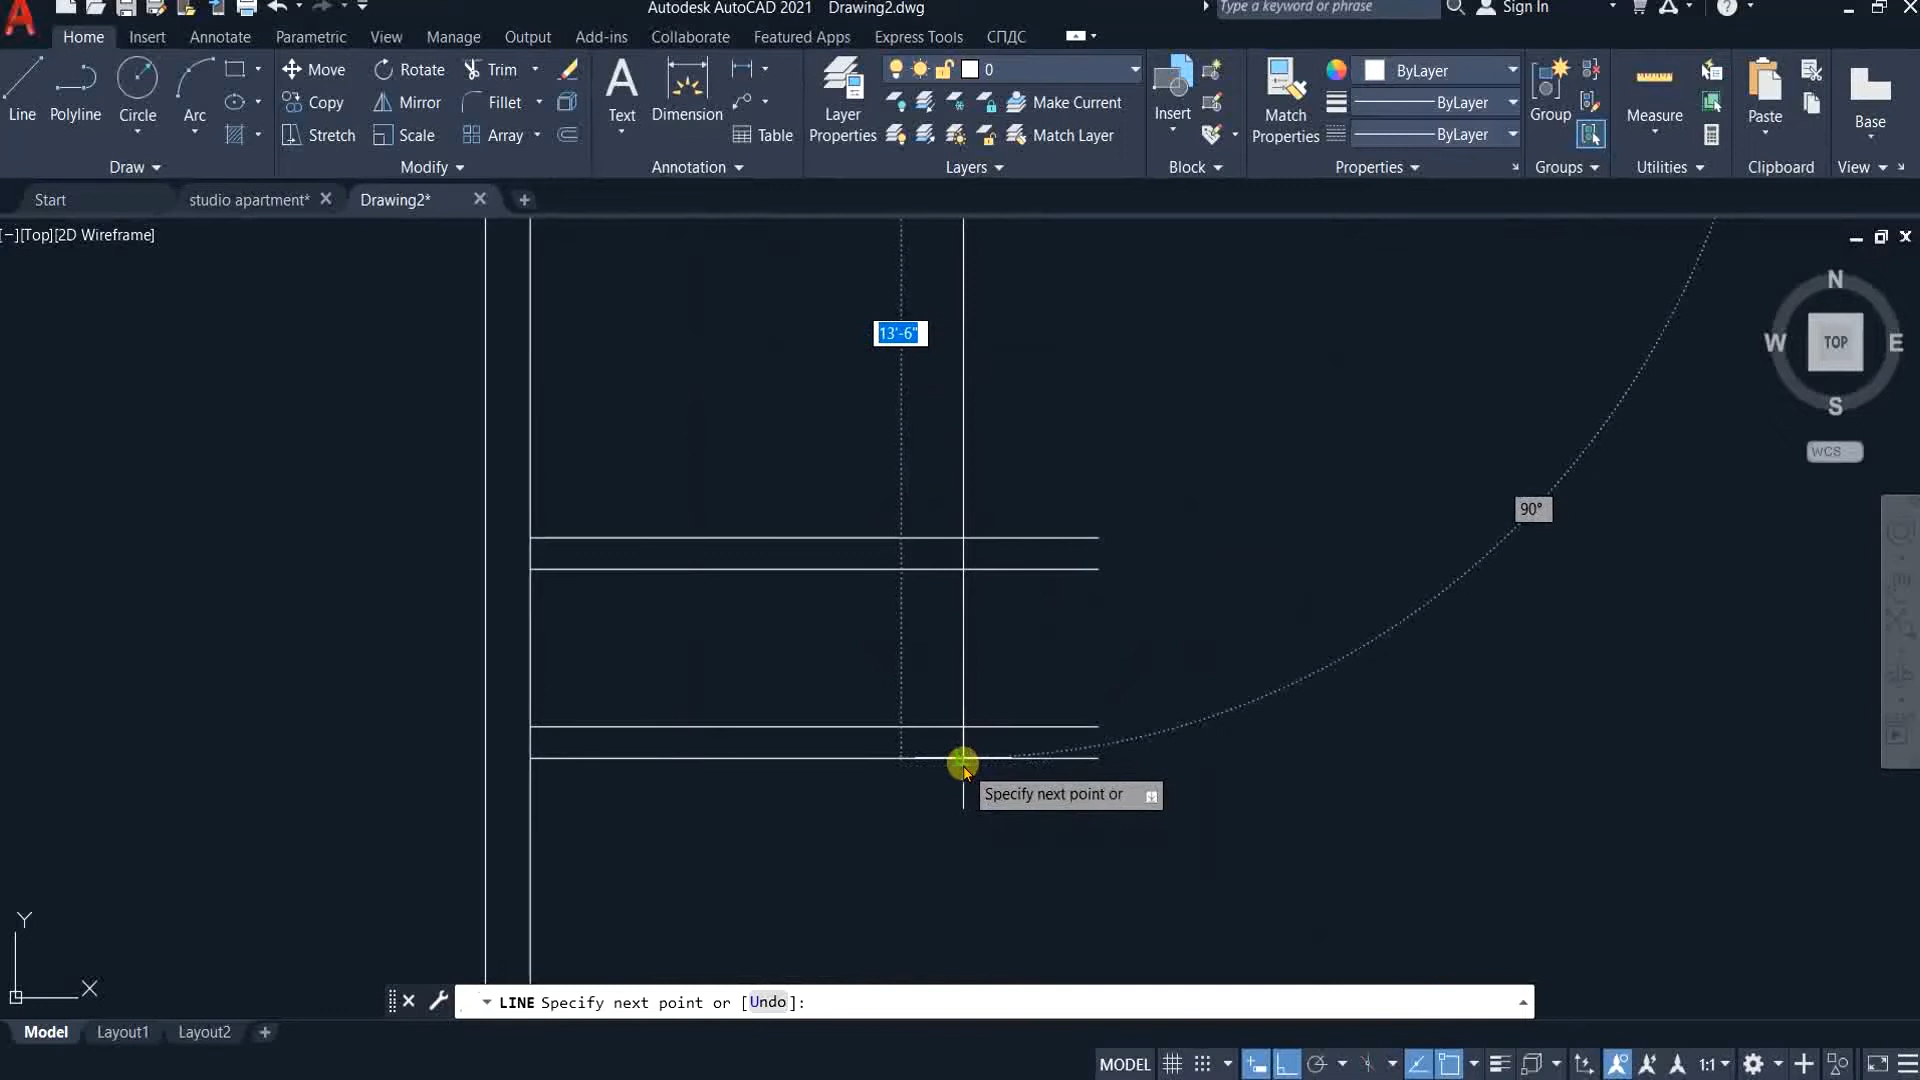 Autodesk AutoCAD 2021 Drawing2.dwg Type a keyword or phrase Sign In
Home Insert Annotate Parametric View Manage Output Add-ins Collaborate Featured Apps Express Tools СПДС
Line Polyline Circle Arc
Move Rotate Trim
Copy Mirror Fillet
Stretch Scale Array
Text Dimension Table
Layer Properties 0
Make Current
Match Layer
Insert
Match Properties ByLayer
ByLayer
ByLayer
Group Measure Paste Base
Draw Modify Annotation Layers Block Properties Groups Utilities Clipboard View
Start studio apartment* Drawing2*
[−][Top][2D Wireframe]
N
W TOP E
S
WCS
13'-6"
90°
Specify next point or
Y
X
LINE Specify next point or [Undo]:
Model Layout1 Layout2
MODEL 1:1